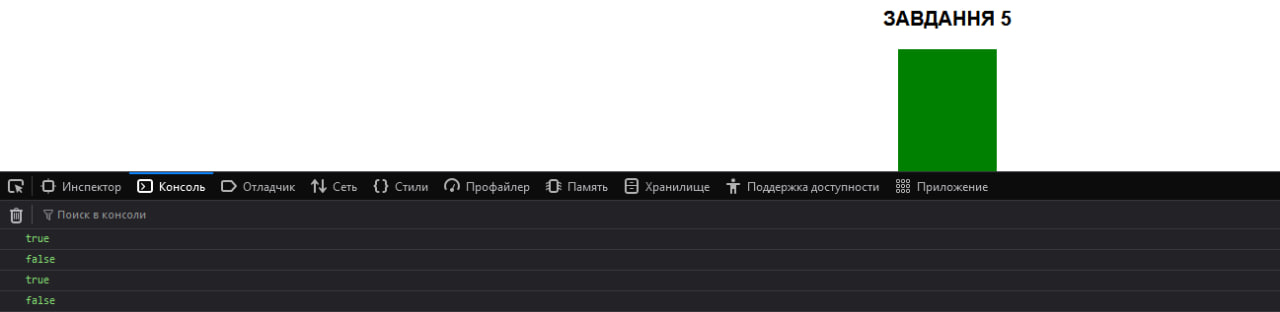 ЗАВДАННЯ 5
Инспектор Консоль Отладчик Сеть Стили Профайлер Память Хранилище Поддержка доступности Приложение
Поиск в консоли
true
false
true
false